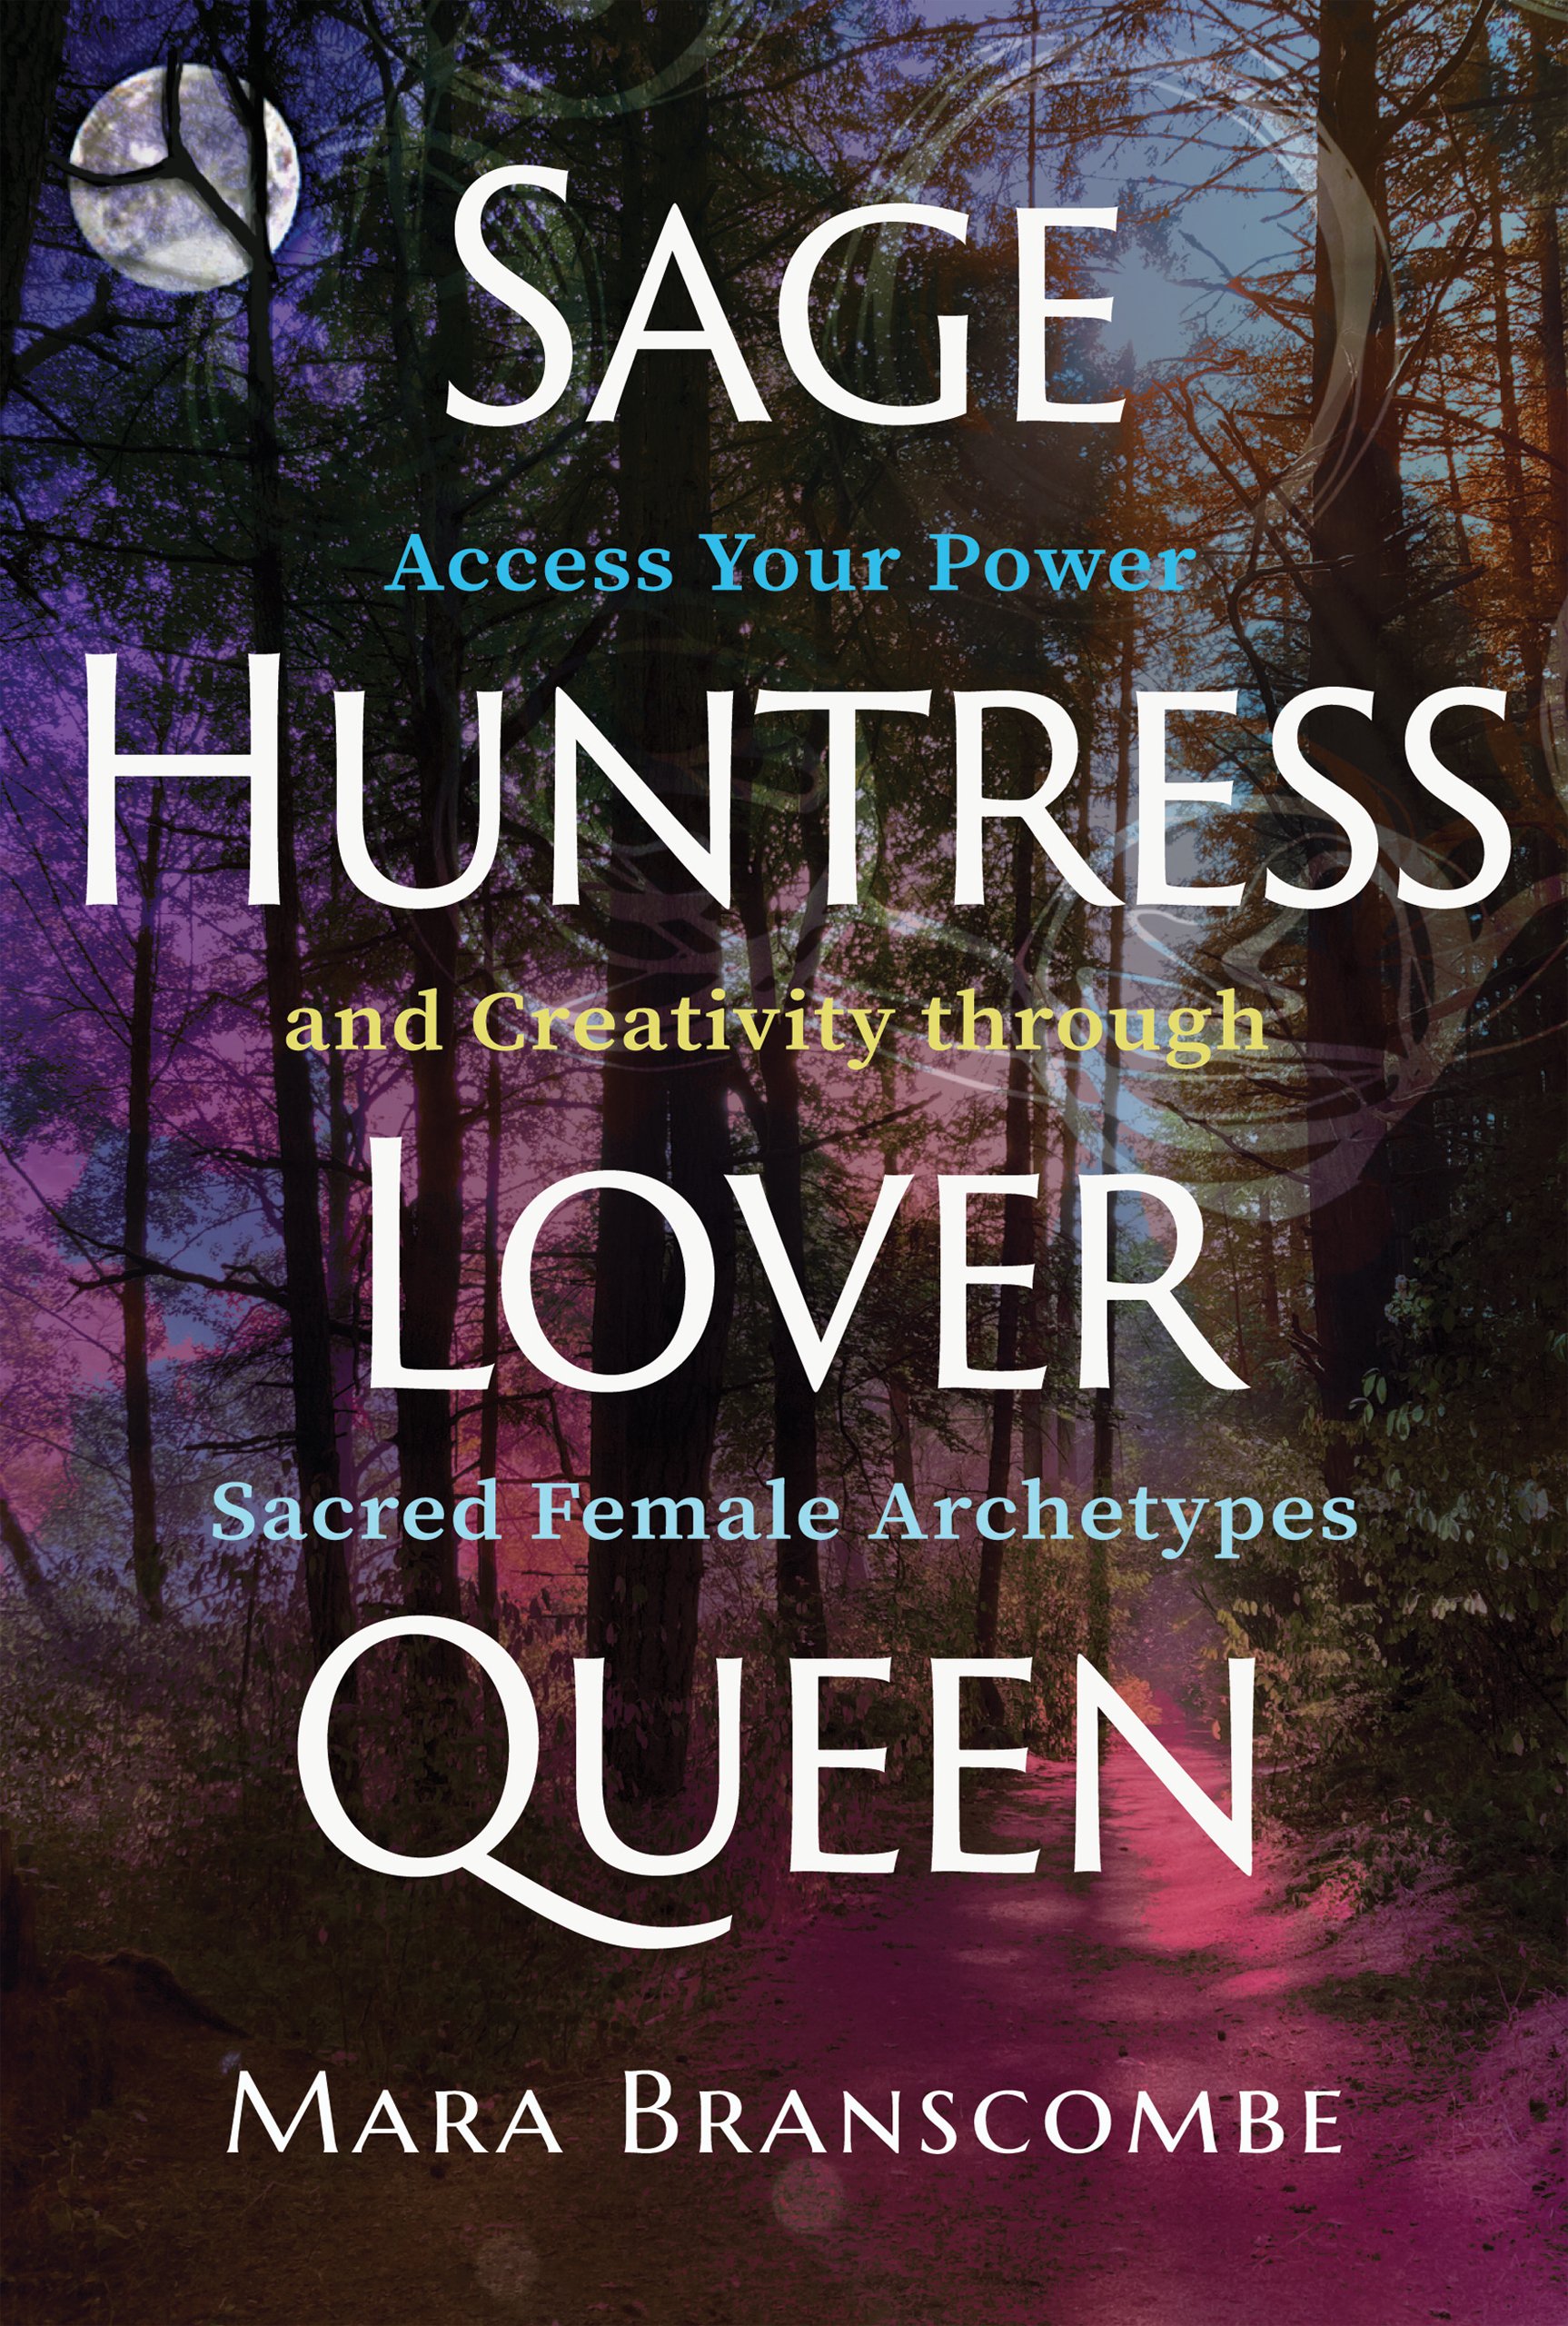 SAGE
Access Your Power
HUNTRESS
and Creativity through
LOVER
Sacred Female Archetypes
QUEEN
MARA BRANSCOMBE